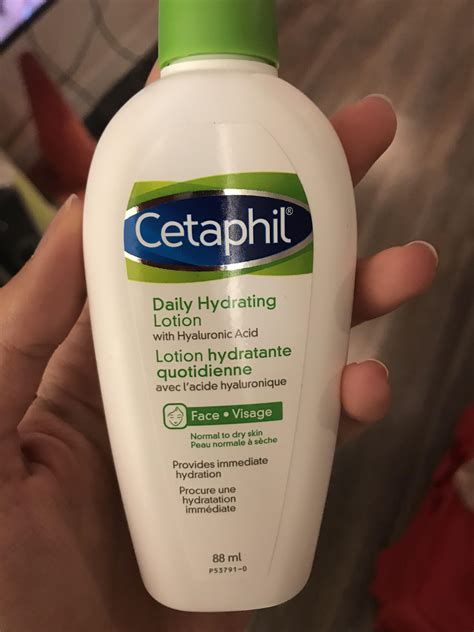 Cetaphil®
Daily Hydrating
Lotion
with Hyaluronic Acid
Lotion hydratante
quotidienne
avec l'acide hyaluronique
Face • Visage
Normal to dry skin
Peau normale à sèche
Provides immediate
hydration
Procure une
hydratation
immédiate
88 ml
P53791-0